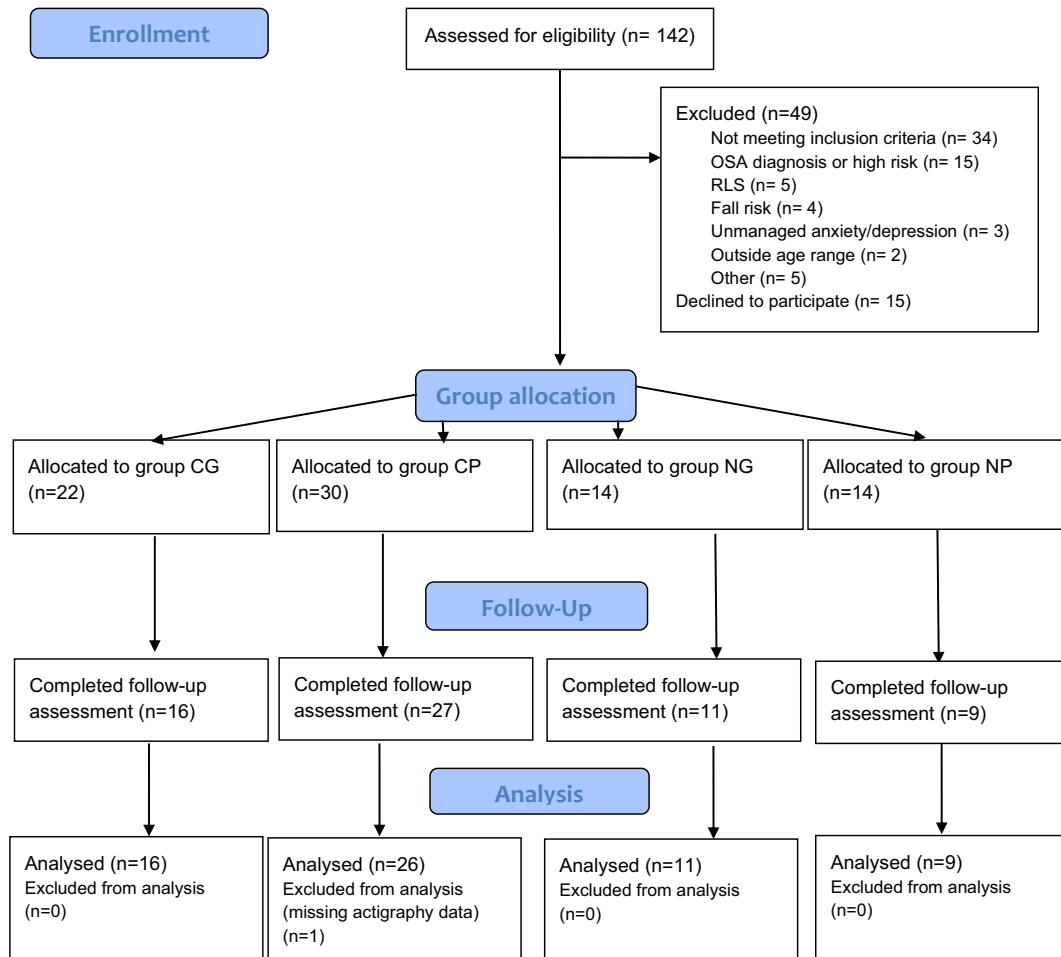 Enrollment
Assessed for eligibility (n= 142)
Excluded (n=49)
Not meeting inclusion criteria (n= 34)
OSA diagnosis or high risk (n= 15)
RLS (n= 5)
Fall risk (n= 4)
Unmanaged anxiety/depression (n= 3)
Outside age range (n= 2)
Other (n= 5)
Declined to participate (n= 15)
Group allocation
Allocated to group CG
(n=22)
Allocated to group CP
(n=30)
Allocated to group NG
(n=14)
Allocated to group NP
(n=14)
Follow-Up
Completed follow-up
assessment (n=16)
Completed follow-up
assessment (n=27)
Completed follow-up
assessment (n=11)
Completed follow-up
assessment (n=9)
Analysis
Analysed (n=16)
Excluded from analysis
(n=0)
Analysed (n=26)
Excluded from analysis
(missing actigraphy data)
(n=1)
Analysed (n=11)
Excluded from analysis
(n=0)
Analysed (n=9)
Excluded from analysis
(n=0)